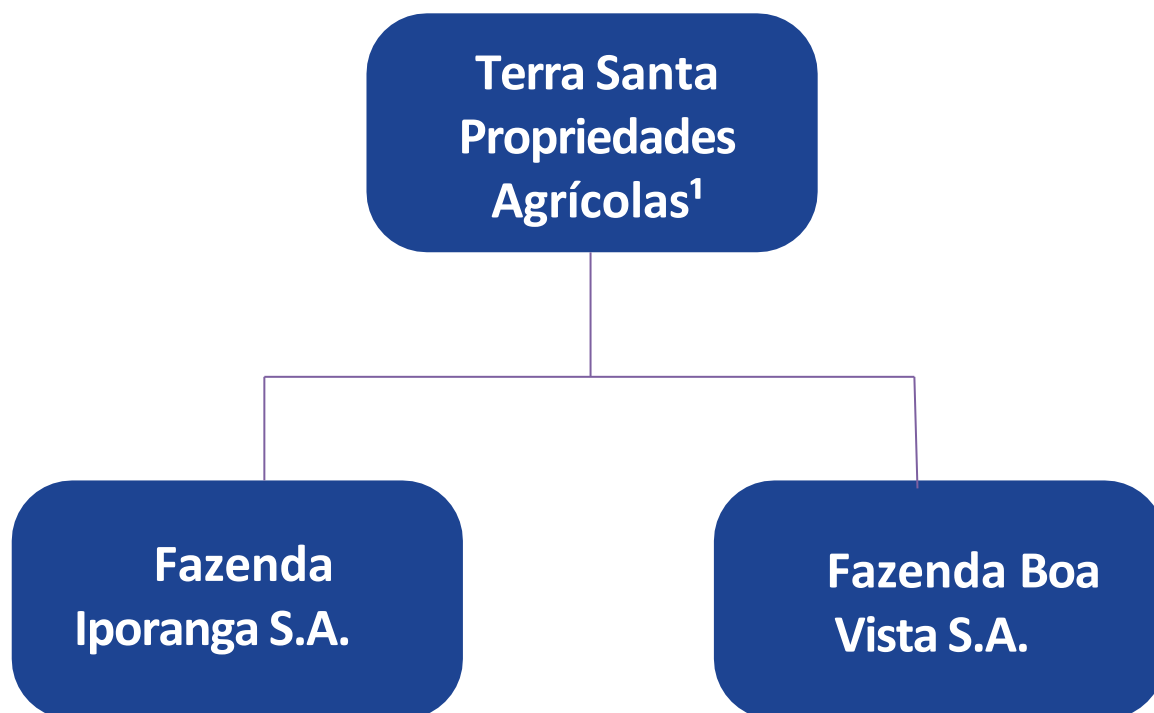 Terra Santa
Propriedades
Agrícolas¹
Fazenda
Iporanga S.A.
Fazenda Boa
Vista S.A.